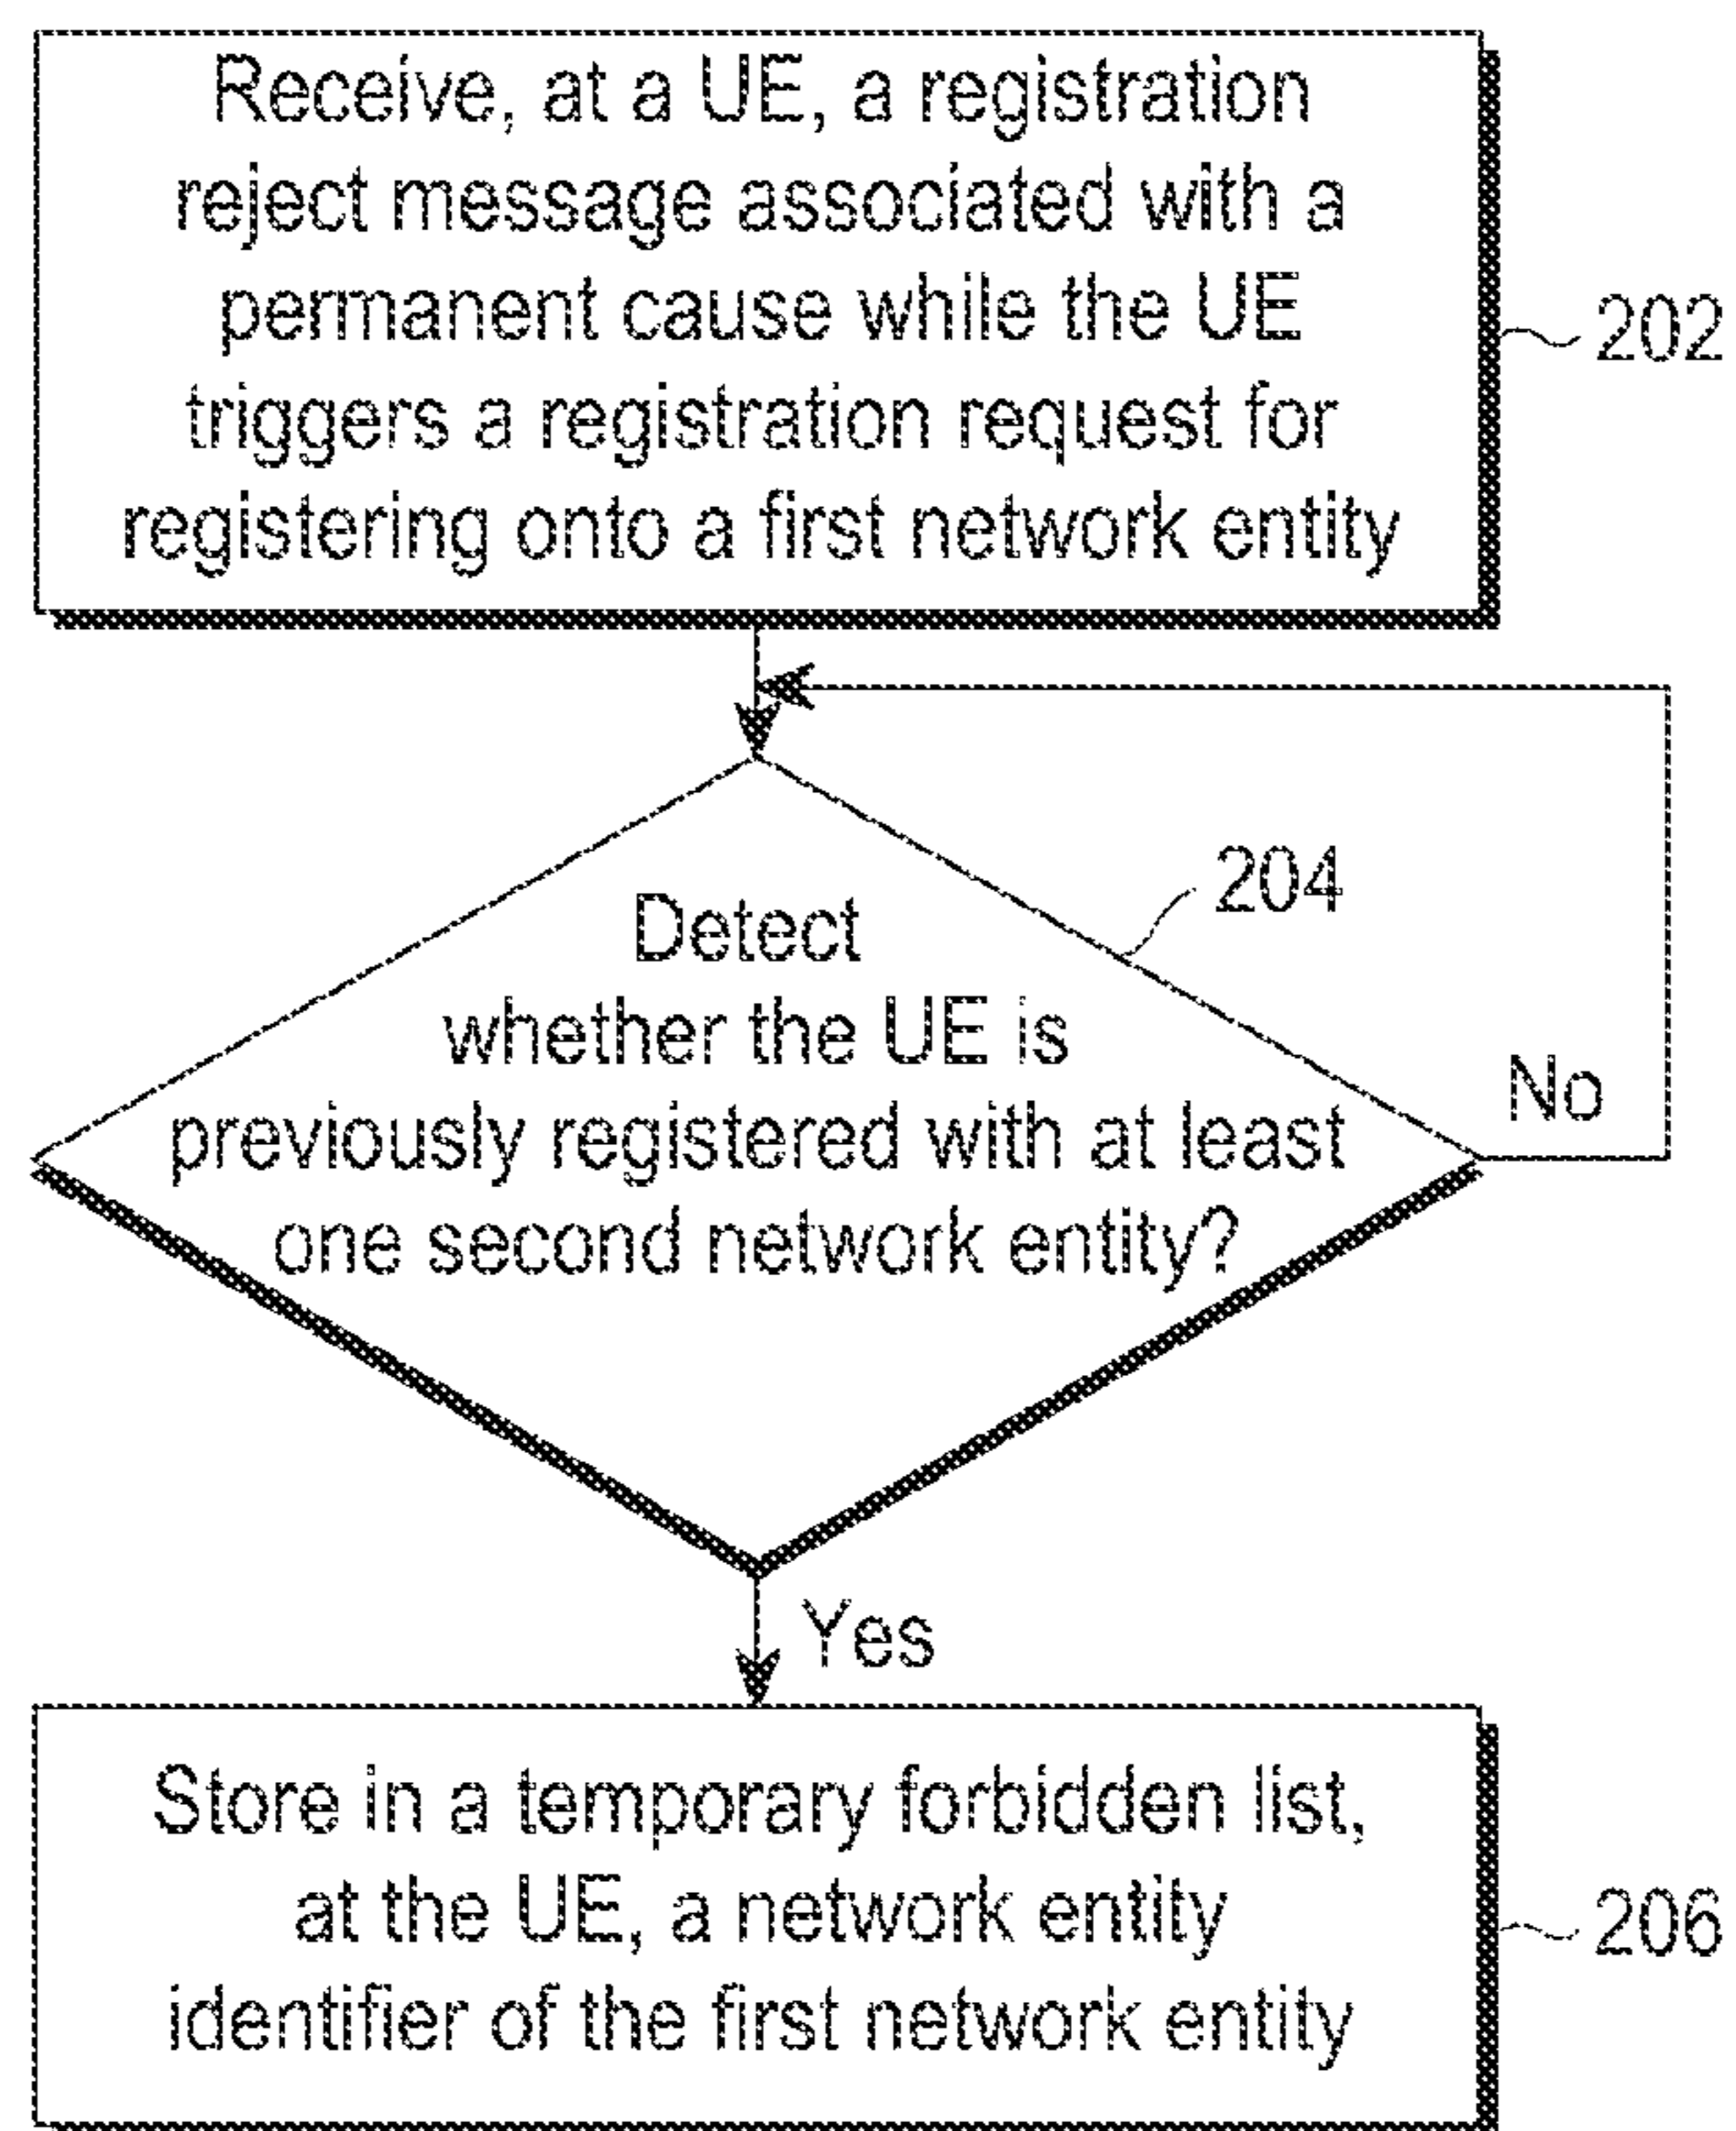 Receive, at a UE, a registration
reject message associated with a
permanent cause while the UE
triggers a registration request for
registering onto a first network entity
202
204
Detect
whether the UE is
previously registered with at least
one second network entity?
No
Yes
Store in a temporary forbidden list,
at the UE, a network entity
identifier of the first network entity
206